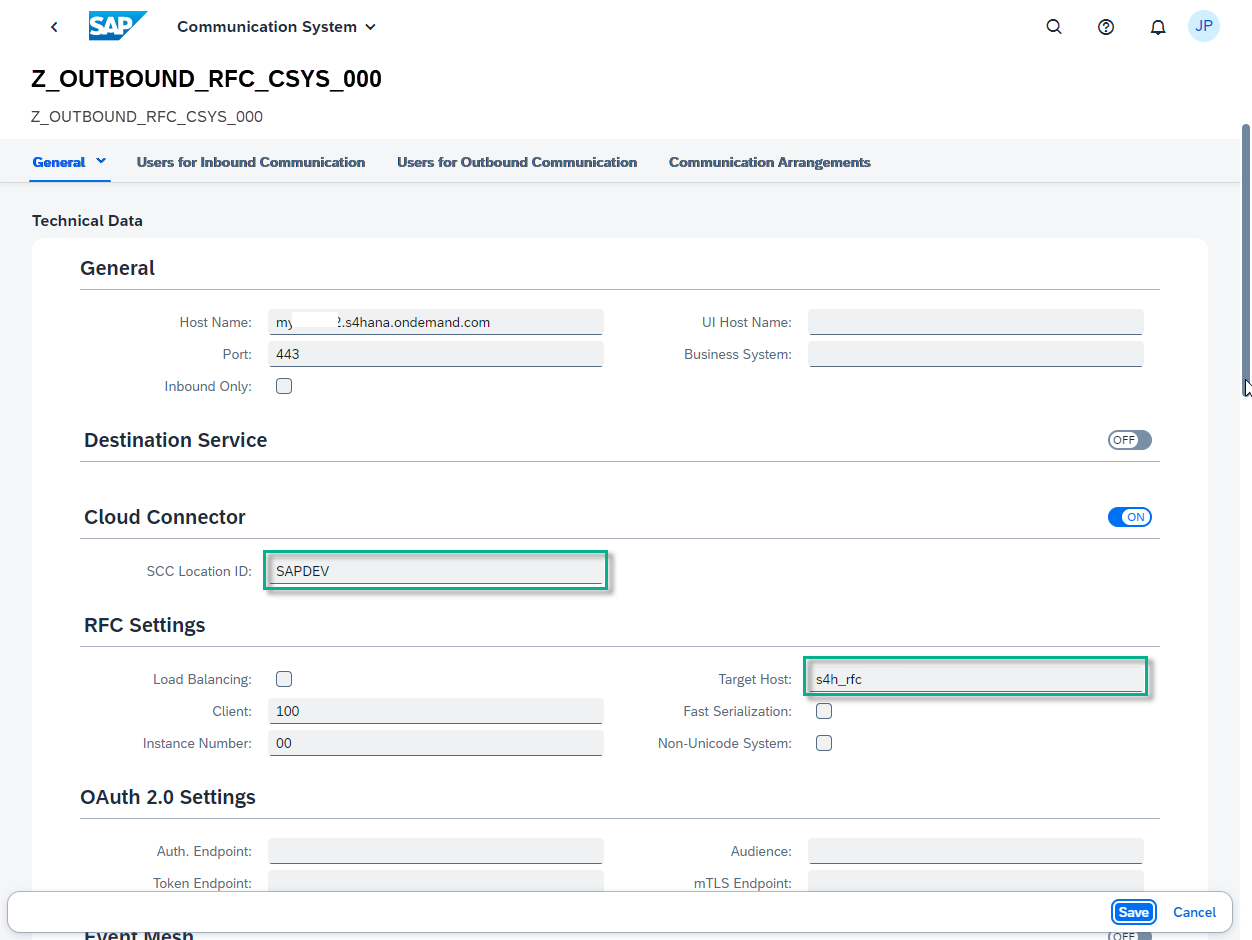 SAP Communication System JP
Z_OUTBOUND_RFC_CSYS_000
Z_OUTBOUND_RFC_CSYS_000
General Users for Inbound Communication Users for Outbound Communication Communication Arrangements
Technical Data
General
Host Name: my 2.s4hana.ondemand.com UI Host Name:
Port: 443 Business System:
Inbound Only:
Destination Service OFF
Cloud Connector ON
SCC Location ID: SAPDEV
RFC Settings
Load Balancing: Target Host: s4h_rfc
Client: 100 Fast Serialization:
Instance Number: 00 Non-Unicode System:
OAuth 2.0 Settings
Auth. Endpoint: Audience:
Token Endpoint: mTLS Endpoint:
Save Cancel
Event Mesh OFF